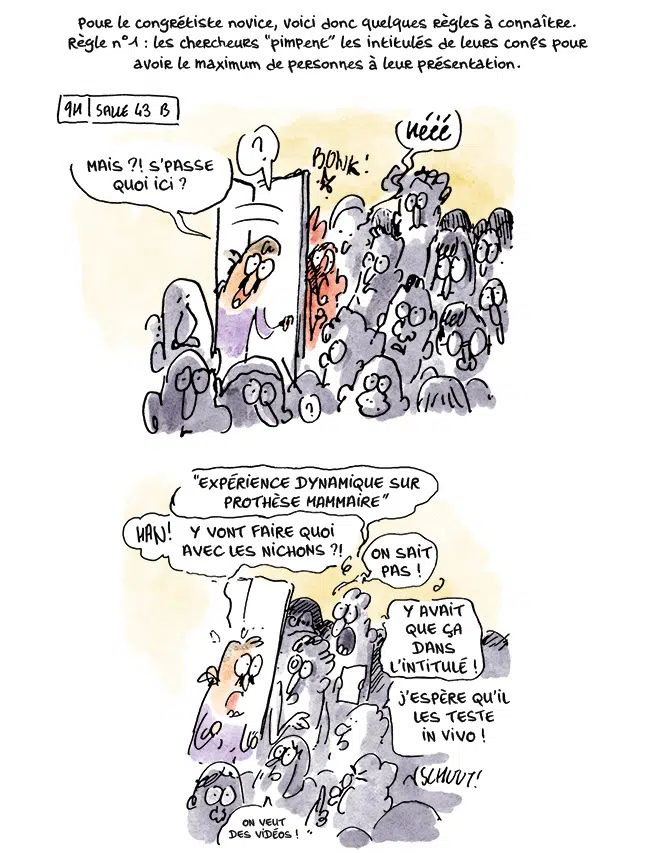 Pour le congrétiste novice, voici donc quelques règles à connaître.
Règle n°1 : les chercheurs "pimpent" les intitulés de leurs confs pour
avoir le maximum de personnes à leur présentation.
9H | SALLE 43 B
?
BONK !
HÉÉÉ
MAIS ?! S'PASSE
QUOI ICI ?
?
"EXPÉRIENCE DYNAMIQUE SUR
PROTHÈSE MAMMAIRE"
HAN !
Y VONT FAIRE QUOI
AVEC LES NICHONS ?!
ON SAIT
PAS !
Y AVAIT
QUE ÇA
DANS
L'INTITULÉ !
J'ESPÈRE QU'IL
LES TESTE
IN VIVO !
SCHUUT!
ON VEUT
DES VIDÉOS !